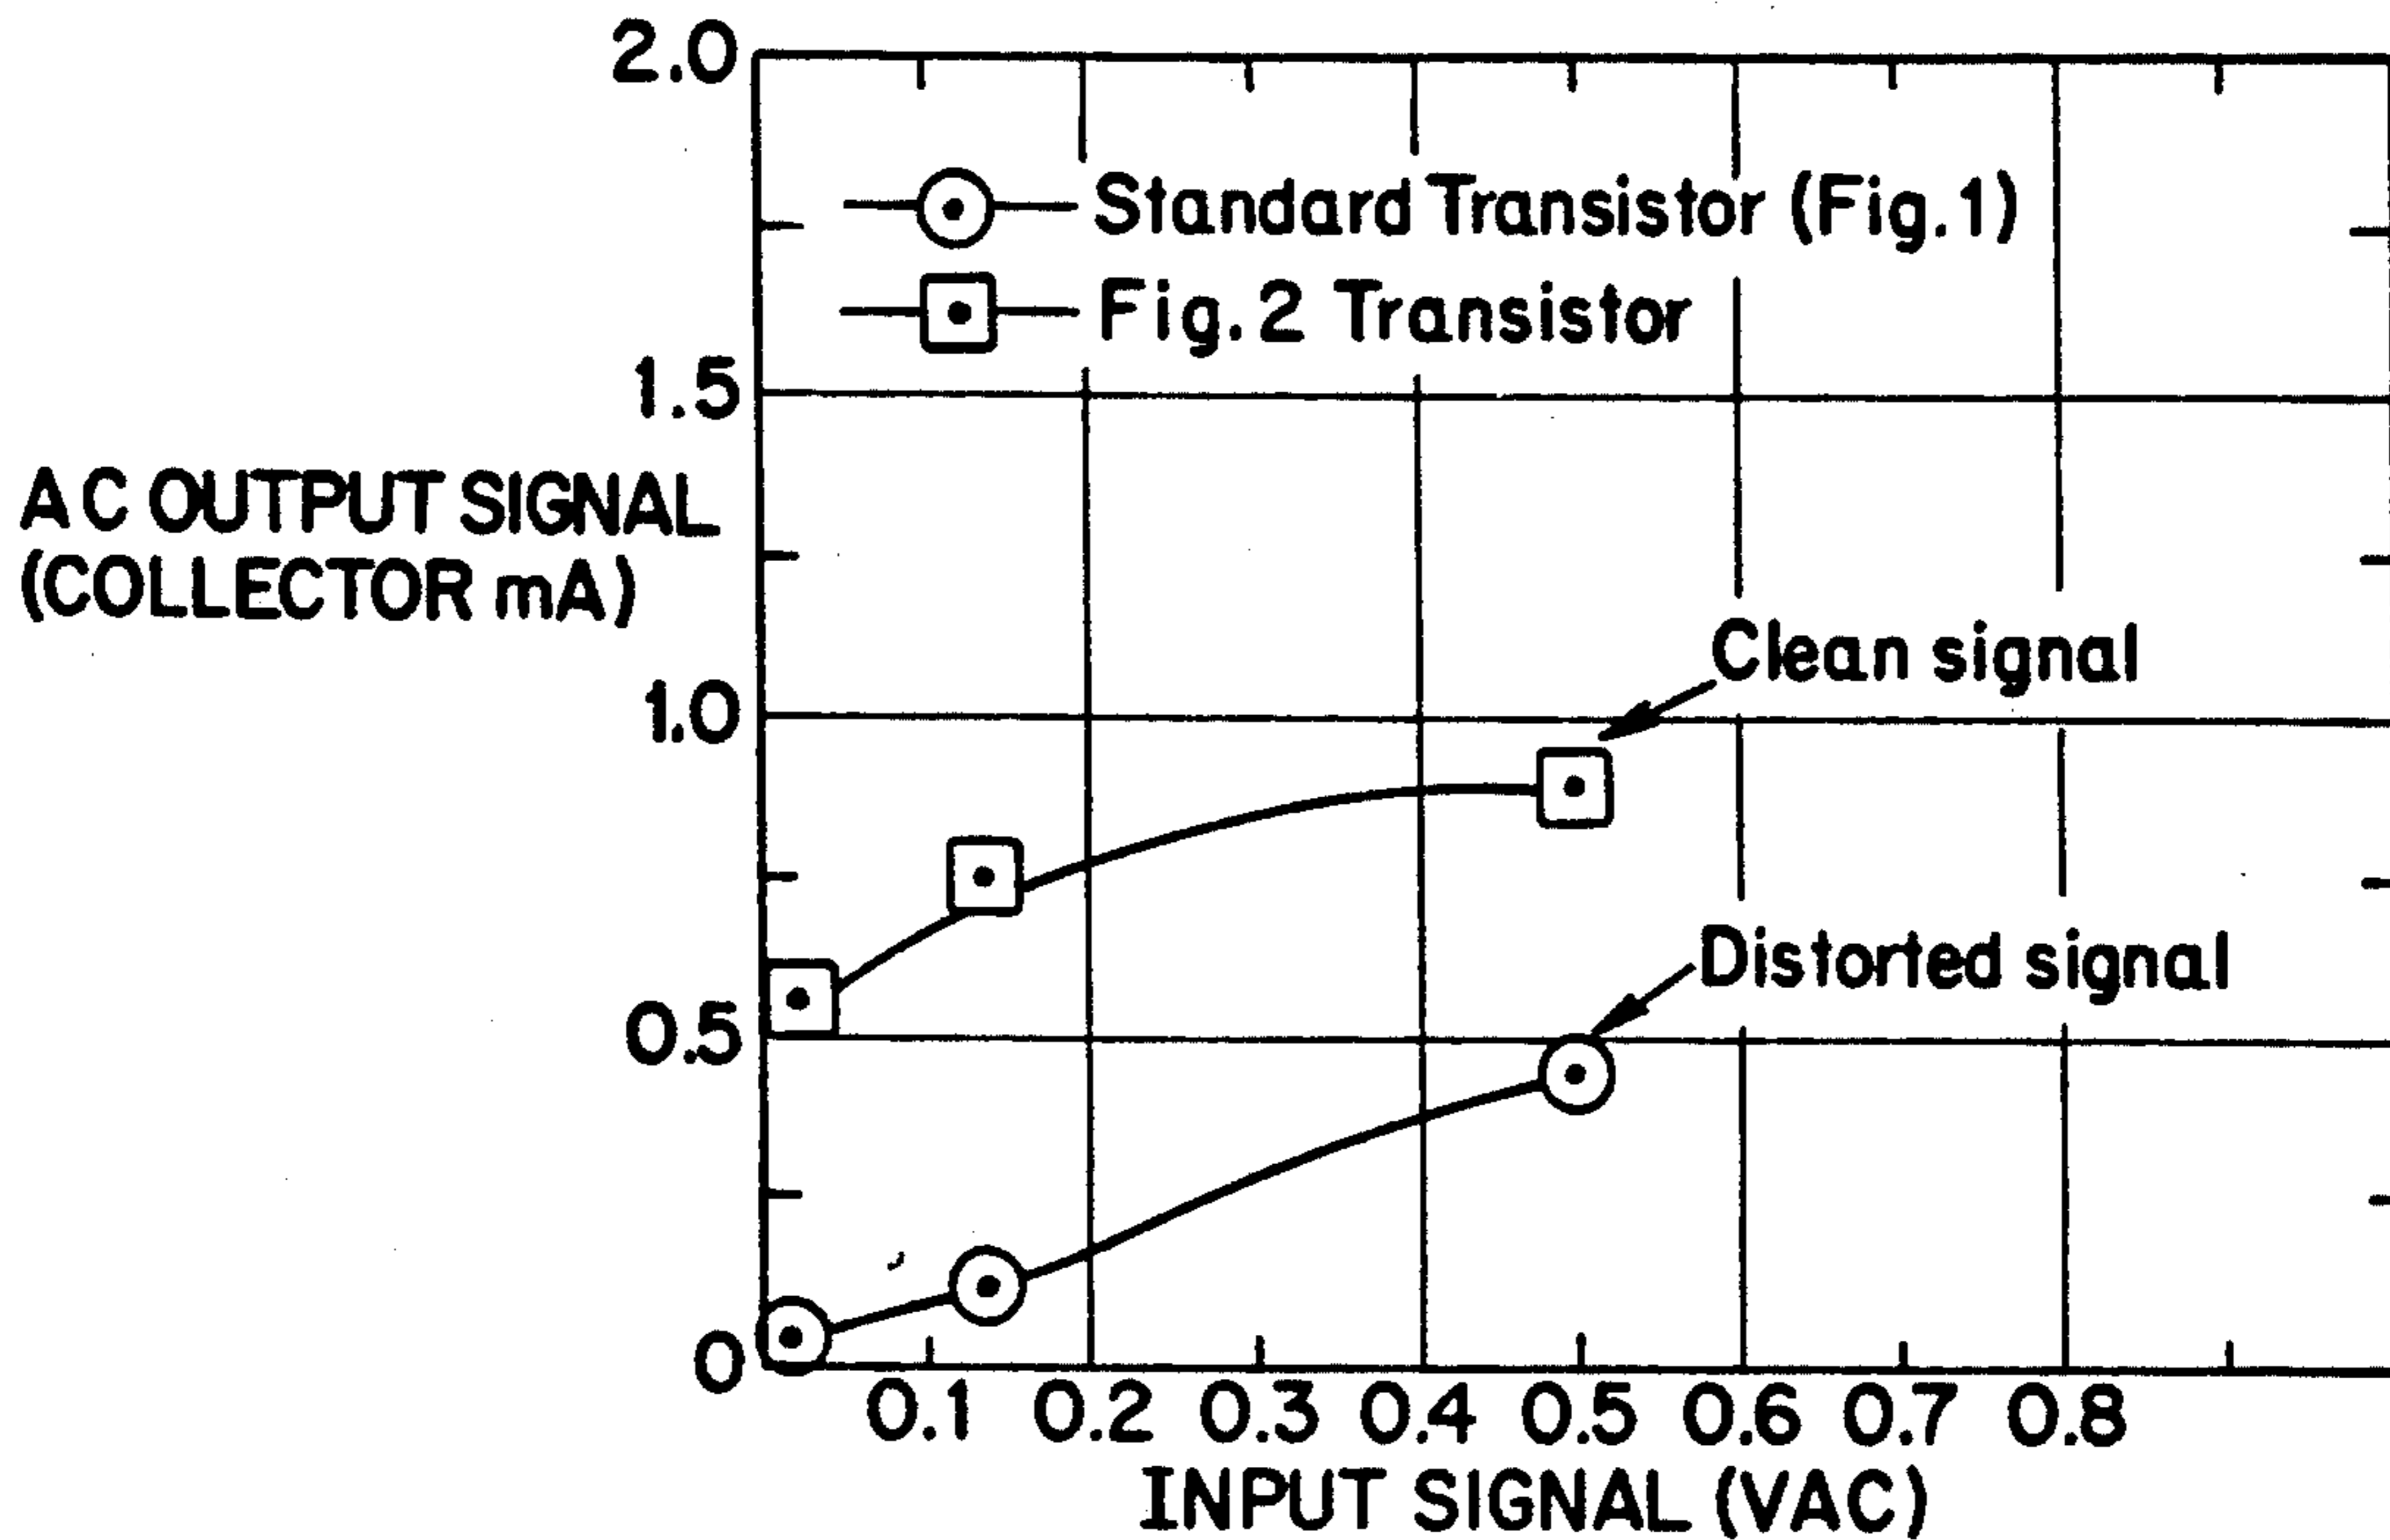 2.0
Standard Transistor (Fig. 1)
Fig. 2 Transistor
1.5
AC OUTPUT SIGNAL
(COLLECTOR mA)
Clean signal
1.0
Distorted signal
0.5
0
0.1 0.2 0.3 0.4 0.5 0.6 0.7 0.8
INPUT SIGNAL (VAC)